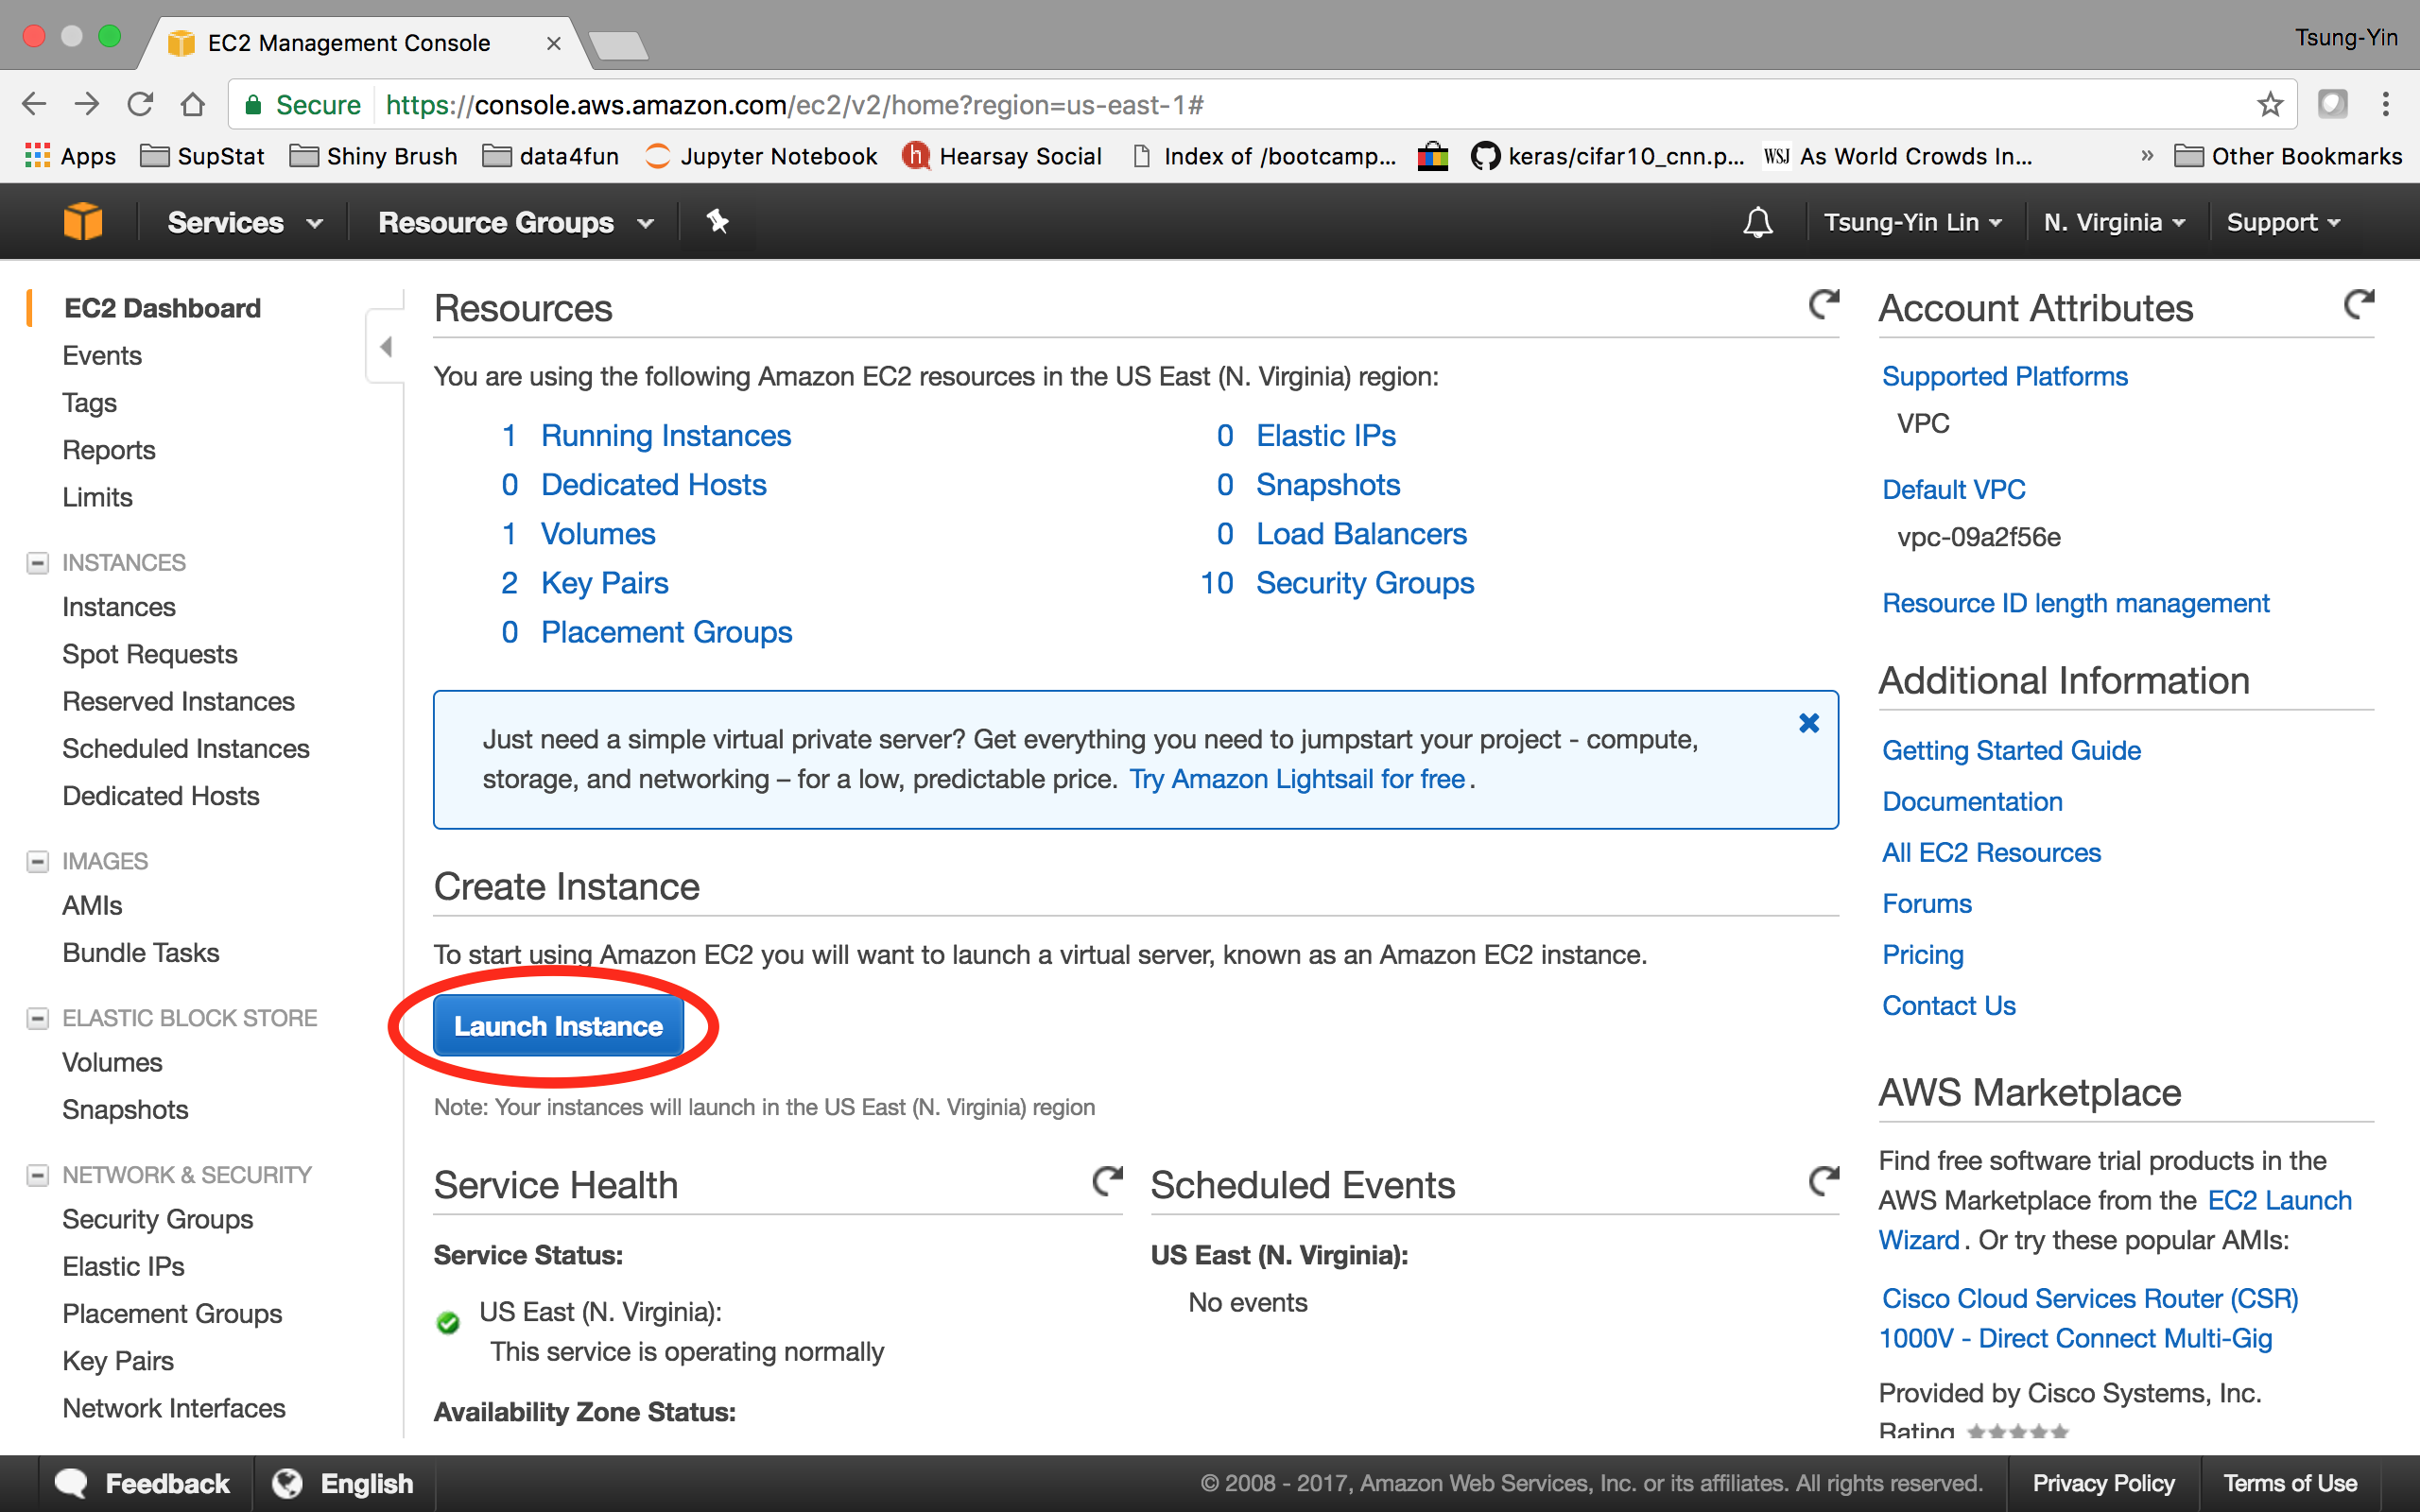 EC2 Management Console
Tsung-Yin
Secure https://console.aws.amazon.com/ec2/v2/home?region=us-east-1#
Apps SupStat Shiny Brush data4fun Jupyter Notebook Hearsay Social Index of /bootcamp... keras/cifar10_cnn.p... WSJ As World Crowds In... » Other Bookmarks
Services Resource Groups Tsung-Yin Lin N. Virginia Support
EC2 Dashboard
Events
Tags
Reports
Limits
INSTANCES
Instances
Spot Requests
Reserved Instances
Scheduled Instances
Dedicated Hosts
IMAGES
AMIs
Bundle Tasks
ELASTIC BLOCK STORE
Volumes
Snapshots
NETWORK & SECURITY
Security Groups
Elastic IPs
Placement Groups
Key Pairs
Network Interfaces
Resources
You are using the following Amazon EC2 resources in the US East (N. Virginia) region:
1 Running Instances
0 Dedicated Hosts
1 Volumes
2 Key Pairs
0 Placement Groups
0 Elastic IPs
0 Snapshots
0 Load Balancers
10 Security Groups
Just need a simple virtual private server? Get everything you need to jumpstart your project - compute,
storage, and networking – for a low, predictable price. Try Amazon Lightsail for free.
Create Instance
To start using Amazon EC2 you will want to launch a virtual server, known as an Amazon EC2 instance.
Launch Instance
Note: Your instances will launch in the US East (N. Virginia) region
Service Health
Service Status:
US East (N. Virginia):
This service is operating normally
Availability Zone Status:
Scheduled Events
US East (N. Virginia):
No events
Account Attributes
Supported Platforms
VPC
Default VPC
vpc-09a2f56e
Resource ID length management
Additional Information
Getting Started Guide
Documentation
All EC2 Resources
Forums
Pricing
Contact Us
AWS Marketplace
Find free software trial products in the
AWS Marketplace from the EC2 Launch
Wizard. Or try these popular AMIs:
Cisco Cloud Services Router (CSR)
1000V - Direct Connect Multi-Gig
Provided by Cisco Systems, Inc.
Rating
Feedback English © 2008 - 2017, Amazon Web Services, Inc. or its affiliates. All rights reserved. Privacy Policy Terms of Use